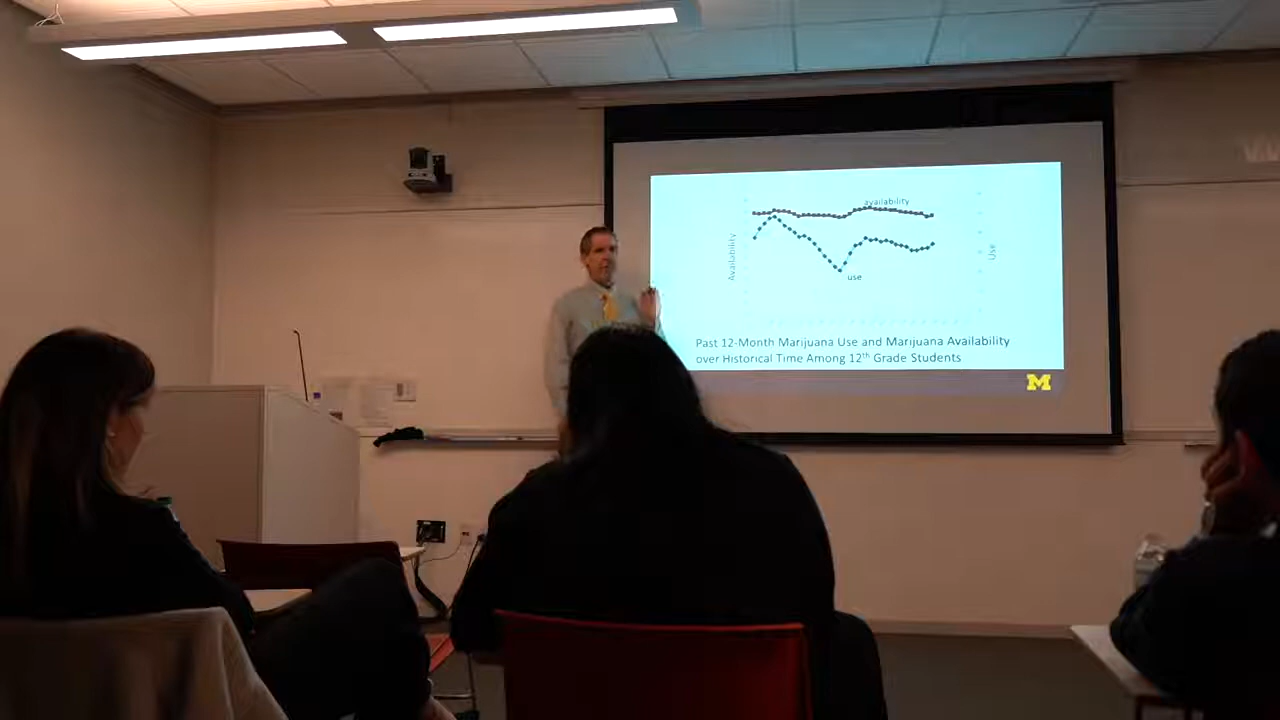 availability
Availability
Use
use
Past 12-Month Marijuana Use and Marijuana Availability
over Historical Time Among 12th Grade Students
M